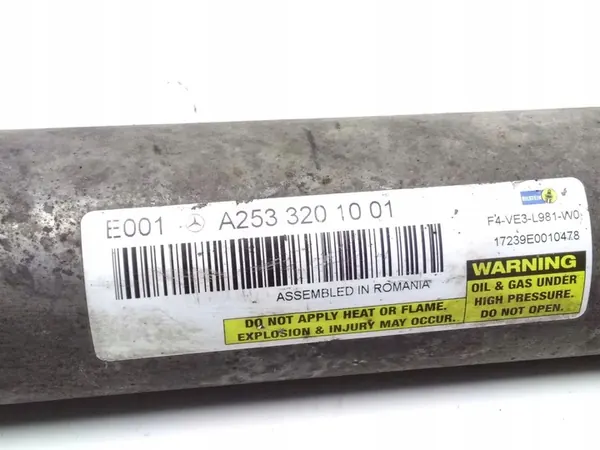 E001 A253 320 10 01
BILSTEIN
F4-VE3-L981-W0
17239E0010478
ASSEMBLED IN ROMANIA
DO NOT APPLY HEAT OR FLAME.
EXPLOSION & INJURY MAY OCCUR.
WARNING
OIL & GAS UNDER
HIGH PRESSURE.
DO NOT OPEN.